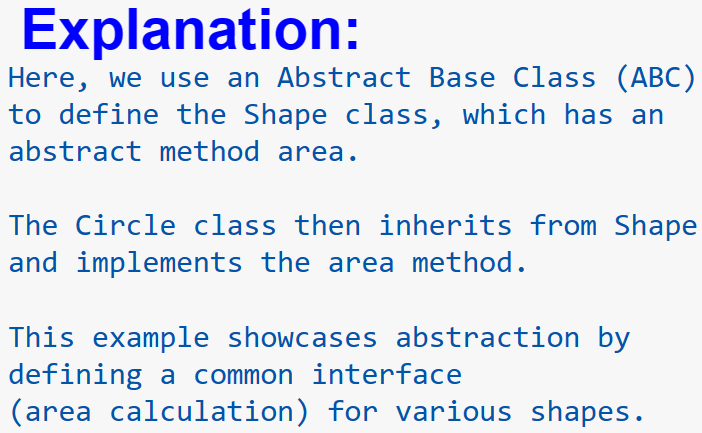 Explanation:
Here, we use an Abstract Base Class (ABC)
to define the Shape class, which has an
abstract method area.
The Circle class then inherits from Shape
and implements the area method.
This example showcases abstraction by
defining a common interface
(area calculation) for various shapes.